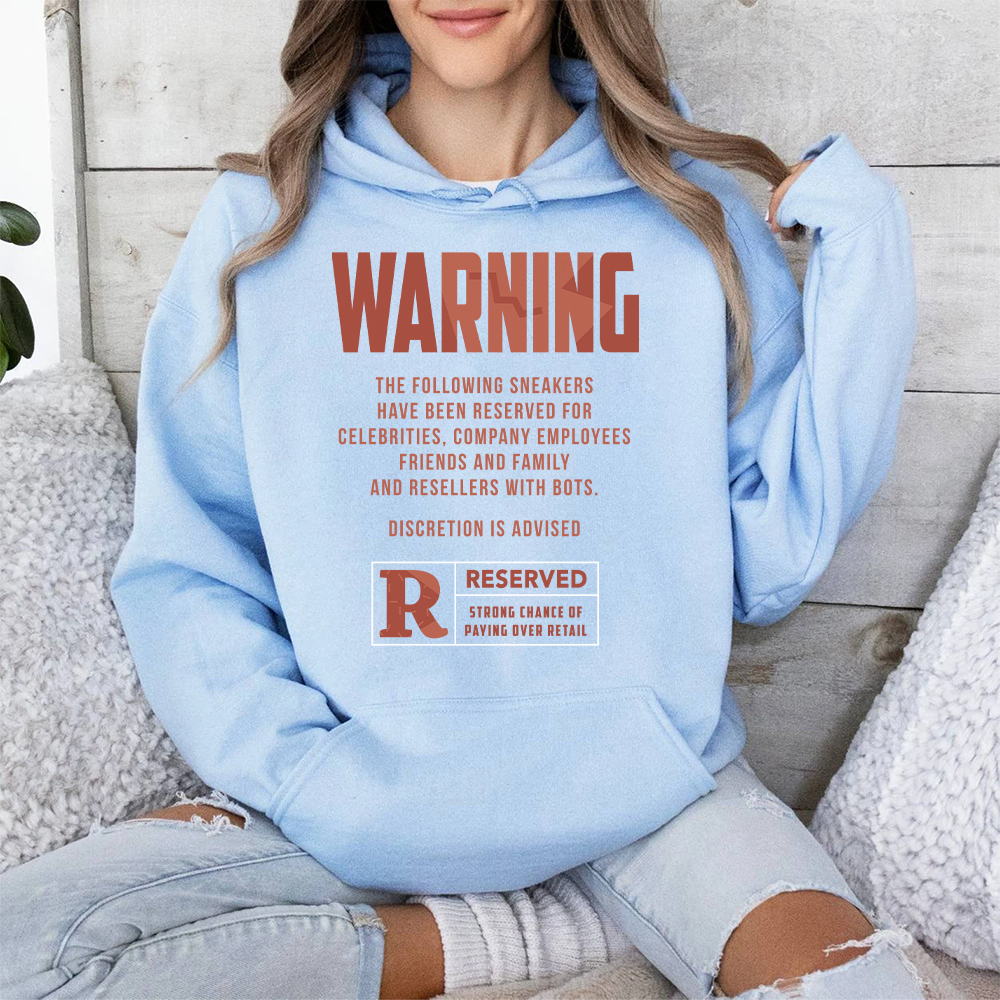 WARNING
THE FOLLOWING SNEAKERS
HAVE BEEN RESERVED FOR
CELEBRITIES, COMPANY EMPLOYEES
FRIENDS AND FAMILY
AND RESELLERS WITH BOTS.
DISCRETION IS ADVISED
R
RESERVED
STRONG CHANCE OF
PAYING OVER RETAIL